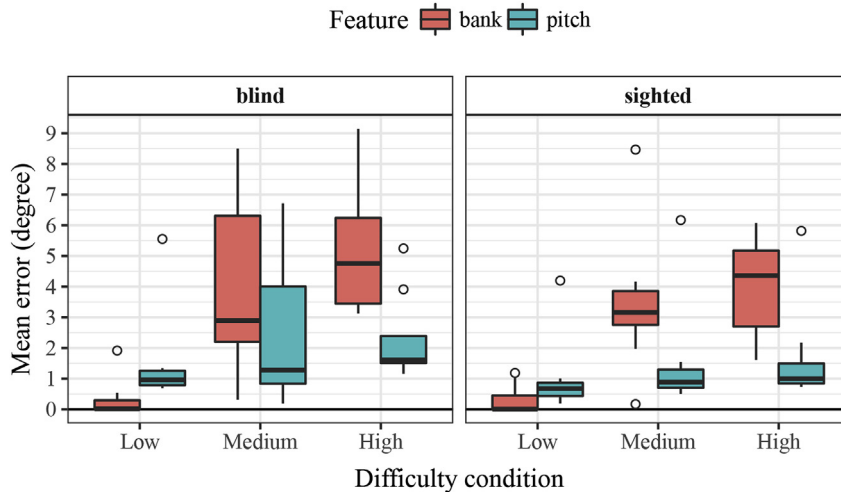 Feature bank pitch
blind sighted
9
8
7
6
5
4
3
2
1
0
Mean error (degree)
Low Medium High Low Medium High
Difficulty condition